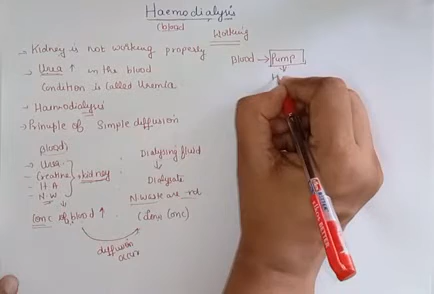 Haemodialysis
(blood
Working
- Kidney is not working properly
- Urea ↑ in the blood
Condition is called Uremia
- Haemodialysis
- Principle of Simple diffusion
Blood
- Urea
- Creatine
- H.A
- N.W
kidney
Conc of blood ↑
Dialysing fluid
↓
Dialysate
N.waste are -nt
(Less Conc)
diffusion
occur
Blood → Pump
↓
H